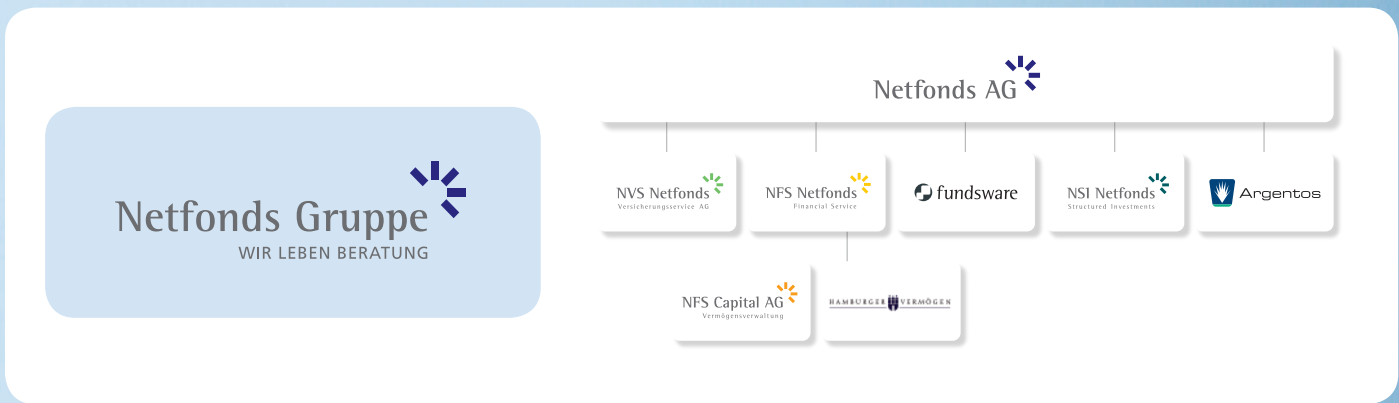 Netfonds Gruppe
WIR LEBEN BERATUNG
Netfonds AG
NVS Netfonds
Versicherungsservice AG
NFS Netfonds
Financial Service
fundsware
NSI Netfonds
Structured Investments
Argentos
NFS Capital AG
Vermögensverwaltung
HAMBURGER VERMÖGEN